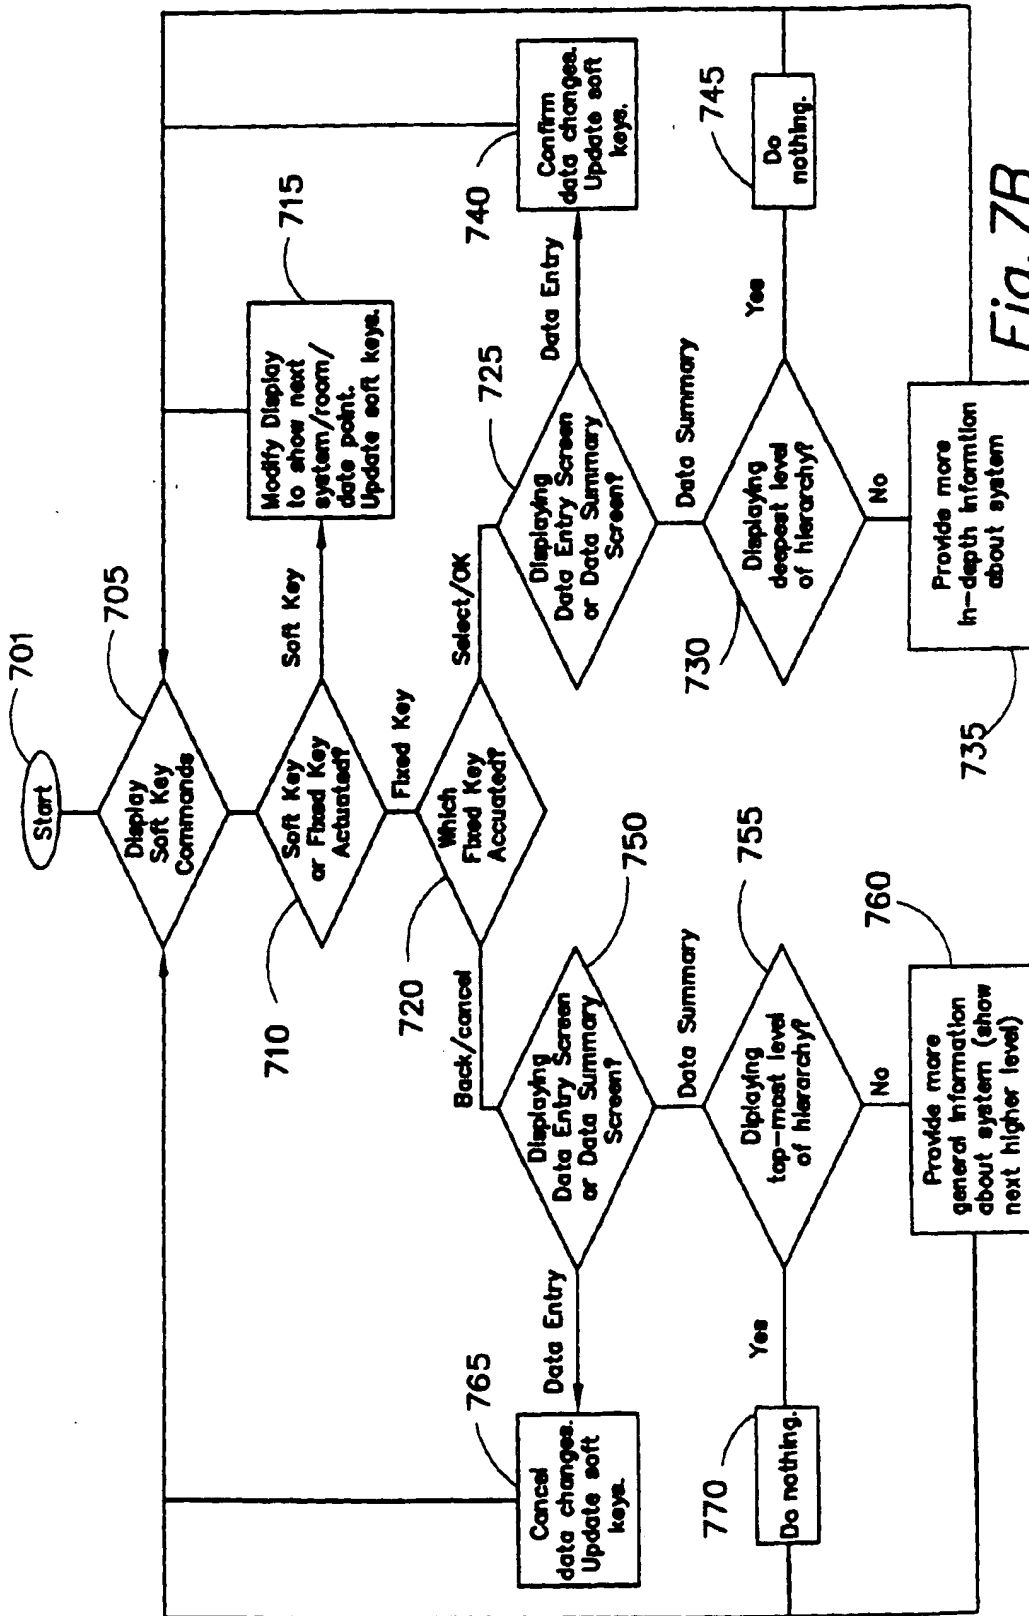 701
Start
705
Display
Soft Key
Commands
710
Soft Key
or Fixed Key
Actuated?
Soft Key
715
Modify Display
to show next
system/room/
date point.
Update soft keys.
Fixed Key
720
Which
Fixed Key
Accuated?
Back/cancel
Select/OK
750
Displaying
Data Entry Screen
or Data Summary
Screen?
Data Entry
765
Cancel
data changes.
Update soft
keys.
Data Summary
755
Diplaying
top-most level
of hierarchy?
Yes
770
Do nothing.
No
760
Provide more
general information
about system (show
next higher level)
725
Displaying
Data Entry Screen
or Data Summary
Screen?
Data Entry
740
Confirm
data changes.
Update soft
keys.
Data Summary
730
Displaying
deepest level
of hierarchy?
Yes
745
Do
nothing.
No
735
Provide more
in-depth informtion
about system
Fig. 7B